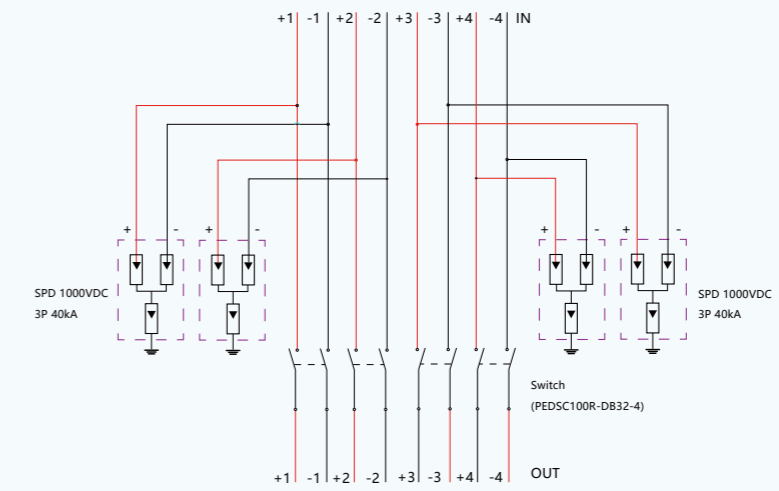 +1 -1 +2 -2 +3 -3 +4 -4 IN
+ - + - + - + -
SPD 1000VDC
3P 40kA
SPD 1000VDC
3P 40kA
Switch
(PEDSC100R-DB32-4)
+1 -1 +2 -2 +3 -3 +4 -4 OUT